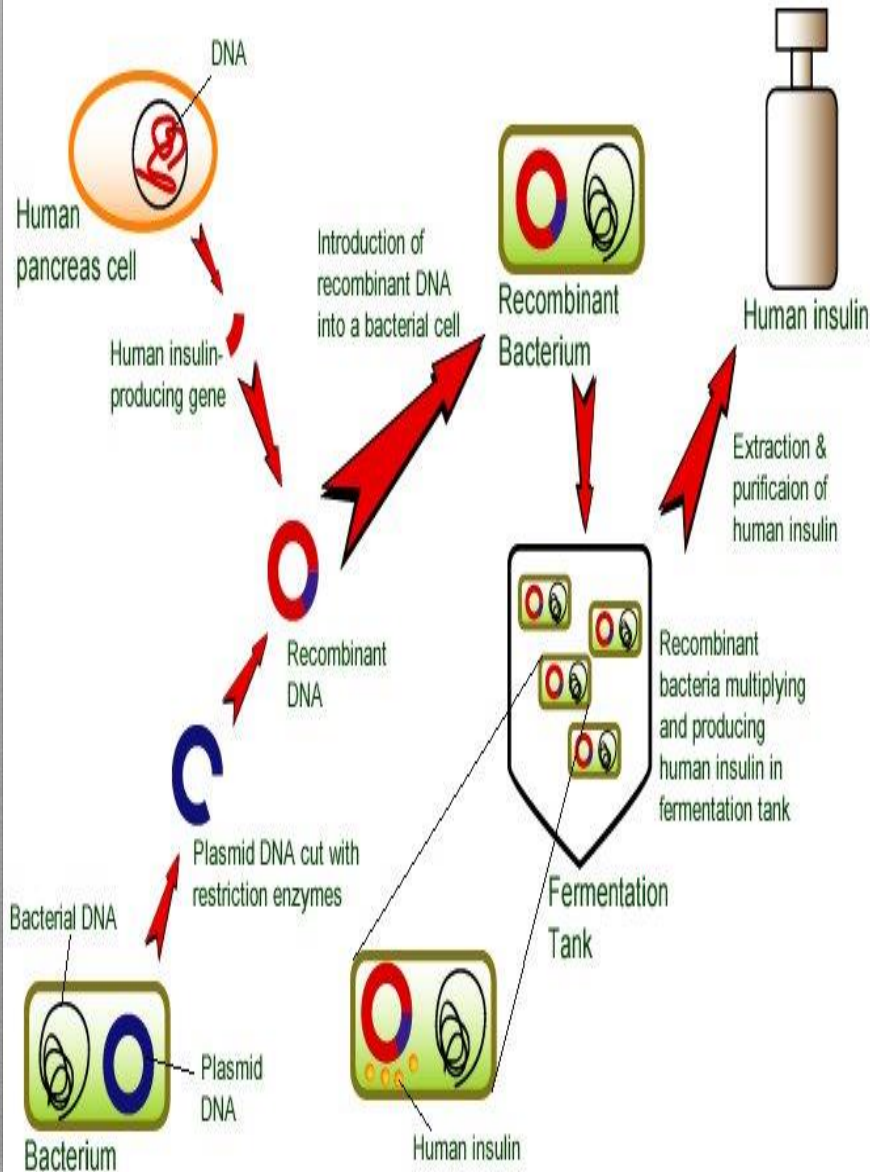 DNA
Human
pancreas cell
Human insulin-
producing gene
Introduction of
recombinant DNA
into a bacterial cell
Recombinant
Bacterium
Human insulin
Extraction &
purificaion of
human insulin
Recombinant
DNA
Recombinant
bacteria multiplying
and producing
human insulin in
fermentation tank
Plasmid DNA cut with
restriction enzymes
Fermentation
Tank
Bacterial DNA
Plasmid
DNA
Bacterium
Human insulin